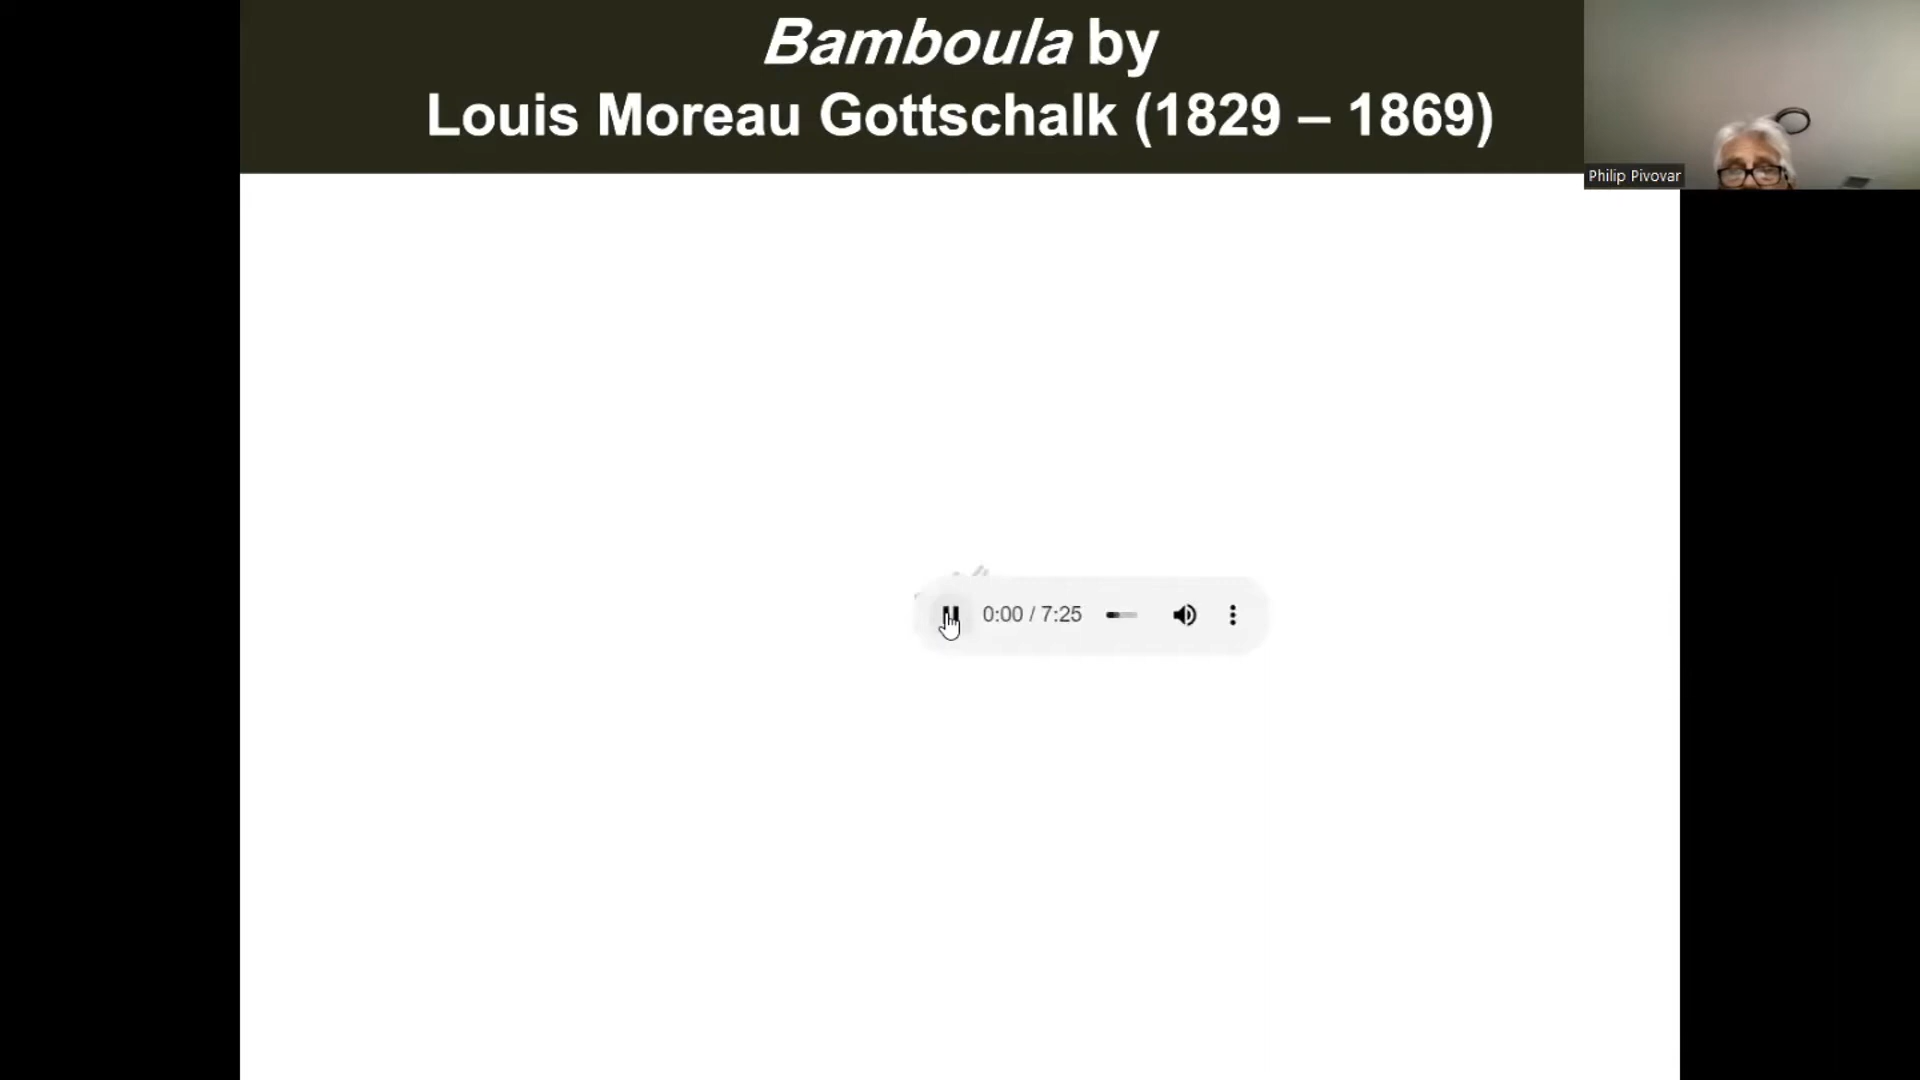 Bamboula by
Louis Moreau Gottschalk (1829 – 1869)
Philip Pivovar
0:00 / 7:25